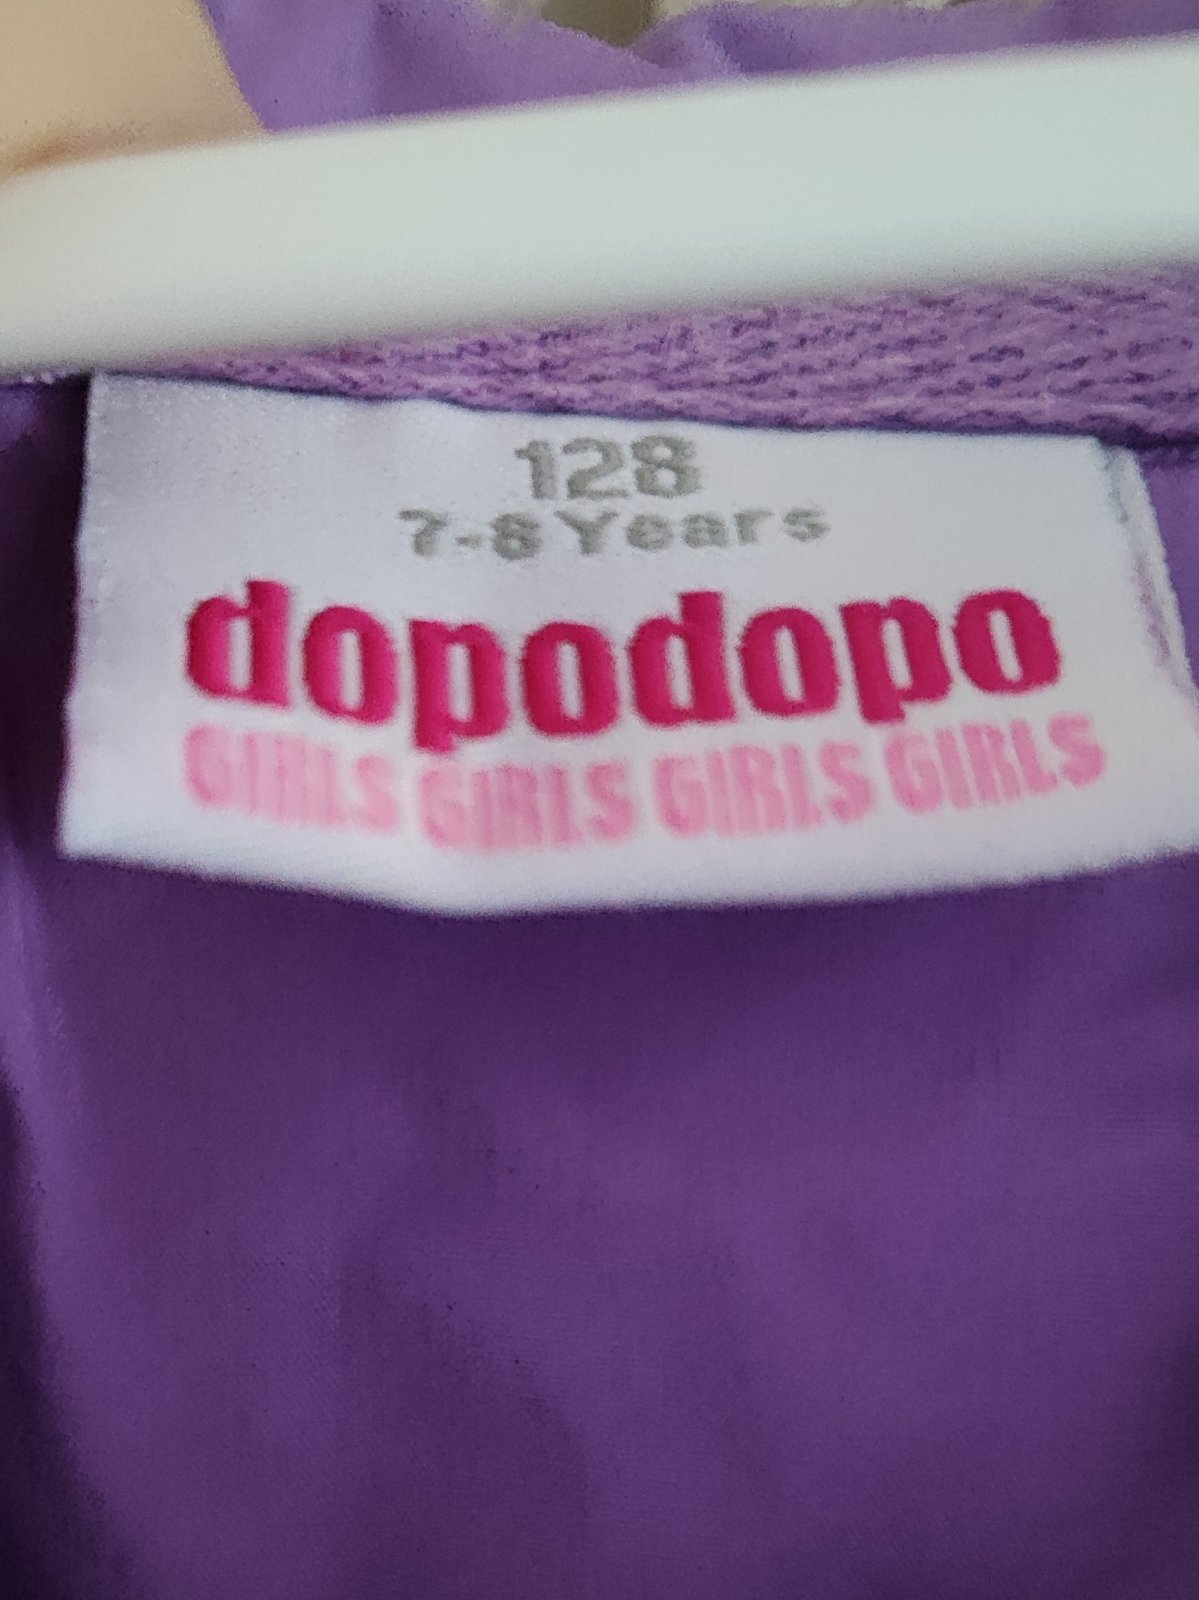 128
7-8 Years
dopodopo
GIRLS GIRLS GIRLS GIRLS